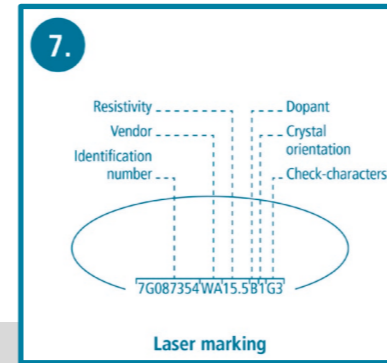 7.
Resistivity
Dopant
Vendor
Crystal
orientation
Identification
number
Check-characters
7G087354WA15.5B1G3
Laser marking